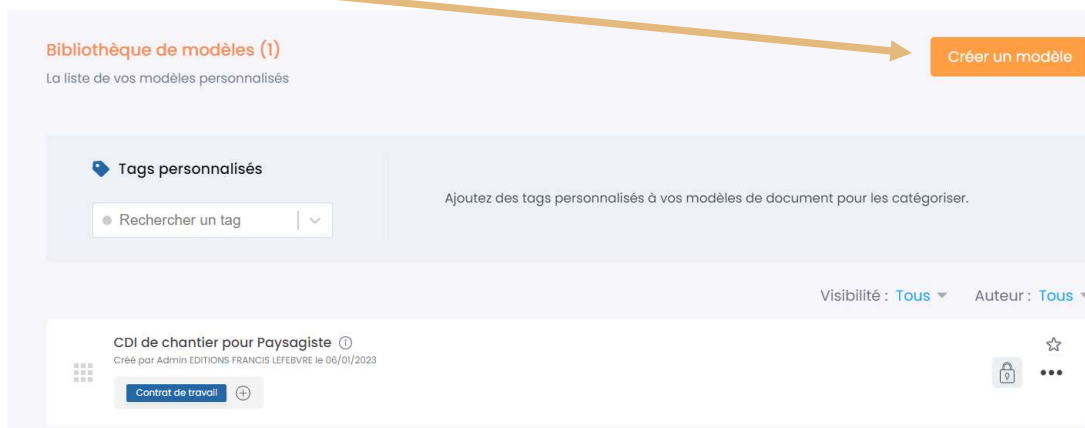 Bibliothèque de modèles (1)
La liste de vos modèles personnalisés
Créer un modèle
Tags personnalisés
Rechercher un tag
Ajoutez des tags personnalisés à vos modèles de document pour les catégoriser.
Visibilité : Tous Auteur : Tous
CDI de chantier pour Paysagiste
Créé par Admin EDITIONS FRANCIS LEFEBVRE le 06/01/2023
Contrat de travail